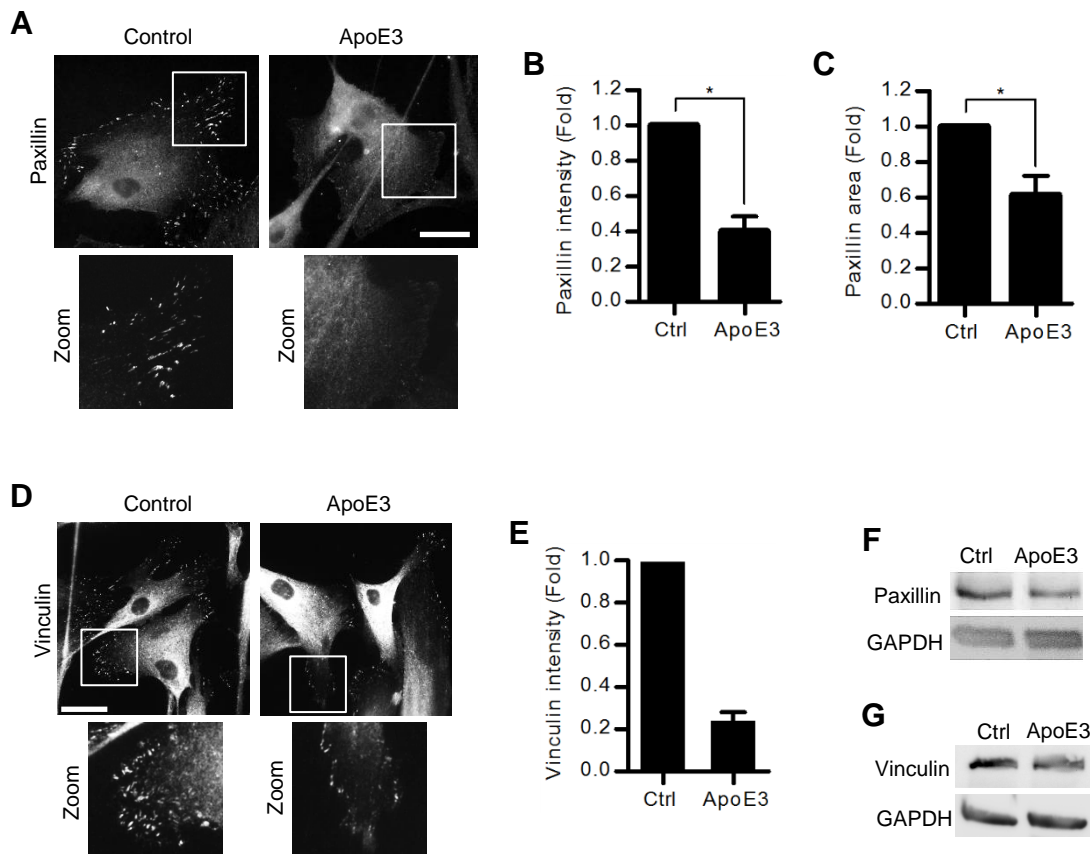 A
Control
ApoE3
Paxillin
Zoom
Zoom
B
*
Paxillin intensity (Fold)
1.2
1.0
0.8
0.6
0.4
0.2
0.0
Ctrl
ApoE3
C
*
Paxillin area (Fold)
1.2
1.0
0.8
0.6
0.4
0.2
0.0
Ctrl
ApoE3
D
Control
ApoE3
Vinculin
Zoom
Zoom
E
Vinculin intensity (Fold)
1.0
0.8
0.6
0.4
0.2
0.0
Ctrl
ApoE3
F
Ctrl ApoE3
Paxillin
GAPDH
G
Ctrl ApoE3
Vinculin
GAPDH